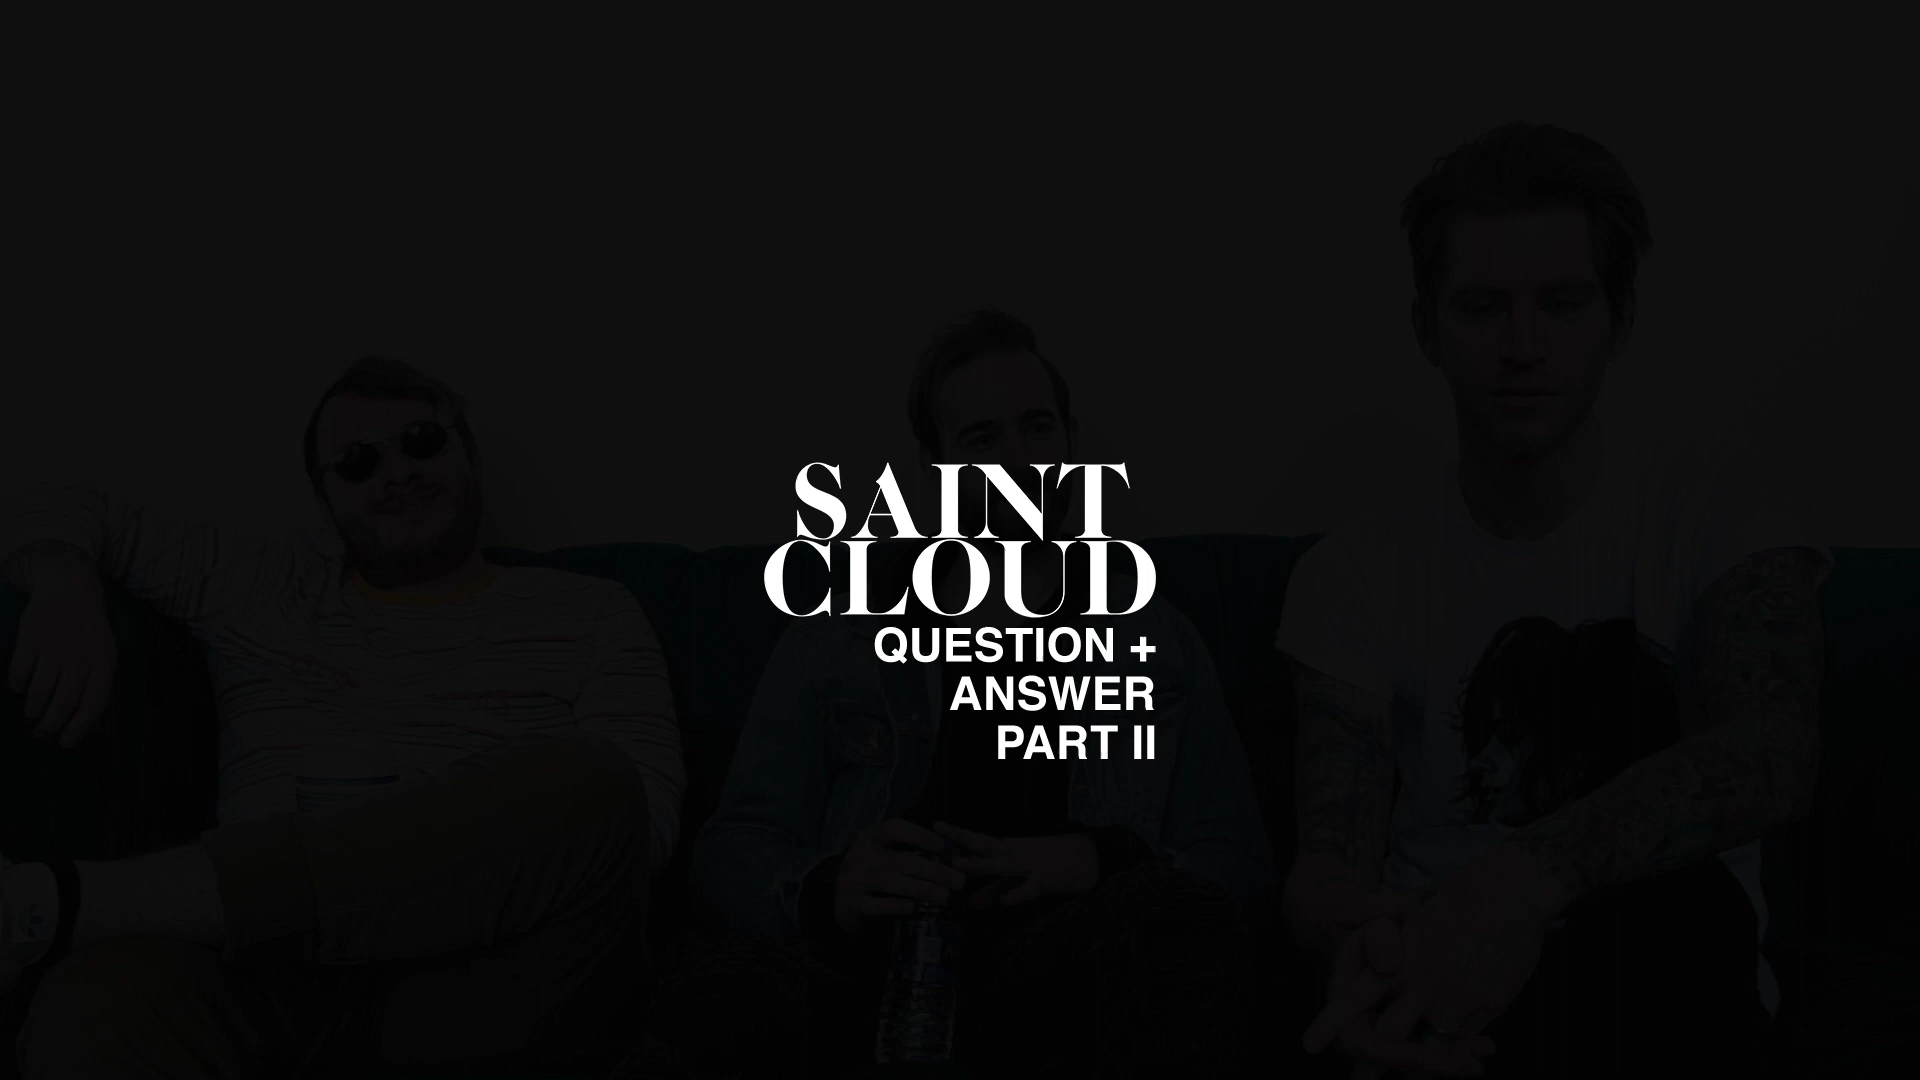 SAINT
CLOUD
QUESTION +
ANSWER
PART II